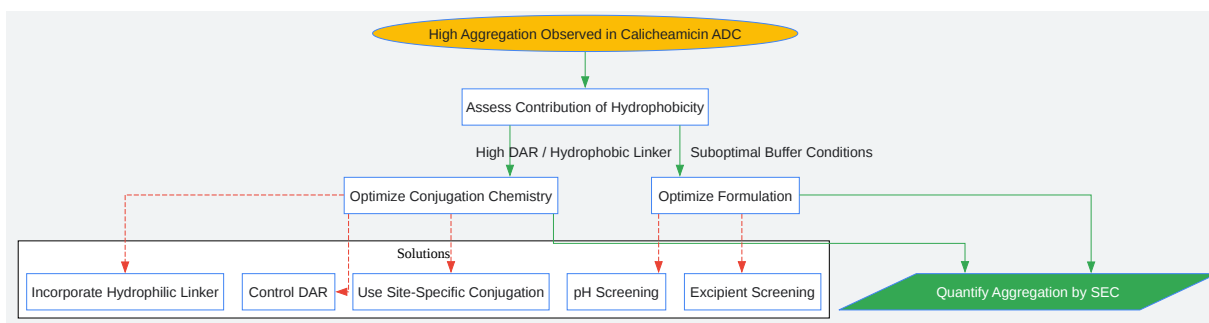 High Aggregation Observed in Calicheamicin ADC
Assess Contribution of Hydrophobicity
High DAR / Hydrophobic Linker
Suboptimal Buffer Conditions
Optimize Conjugation Chemistry
Optimize Formulation
Solutions
Incorporate Hydrophilic Linker
Control DAR
Use Site-Specific Conjugation
pH Screening
Excipient Screening
Quantify Aggregation by SEC